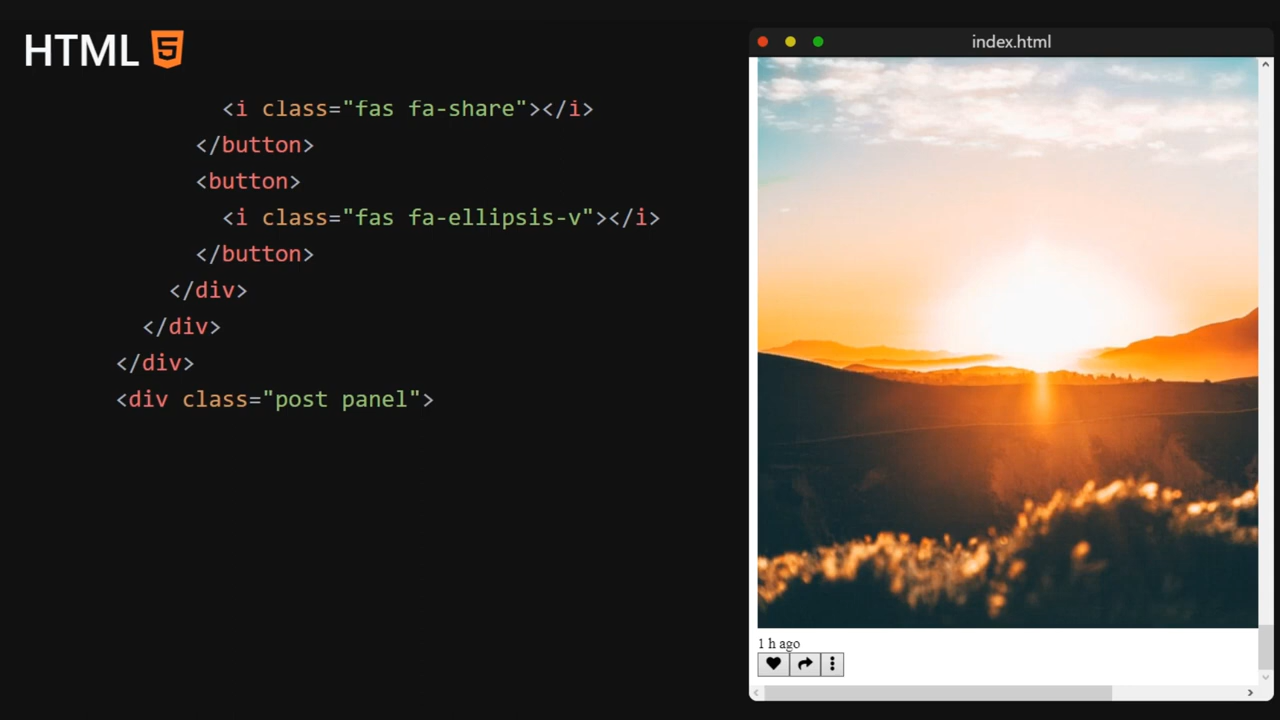 HTML 5
<i class="fas fa-share"></i>
</button>
<button>
<i class="fas fa-ellipsis-v"></i>
</button>
</div>
</div>
</div>
<div class="post panel">
index.html
1 h ago